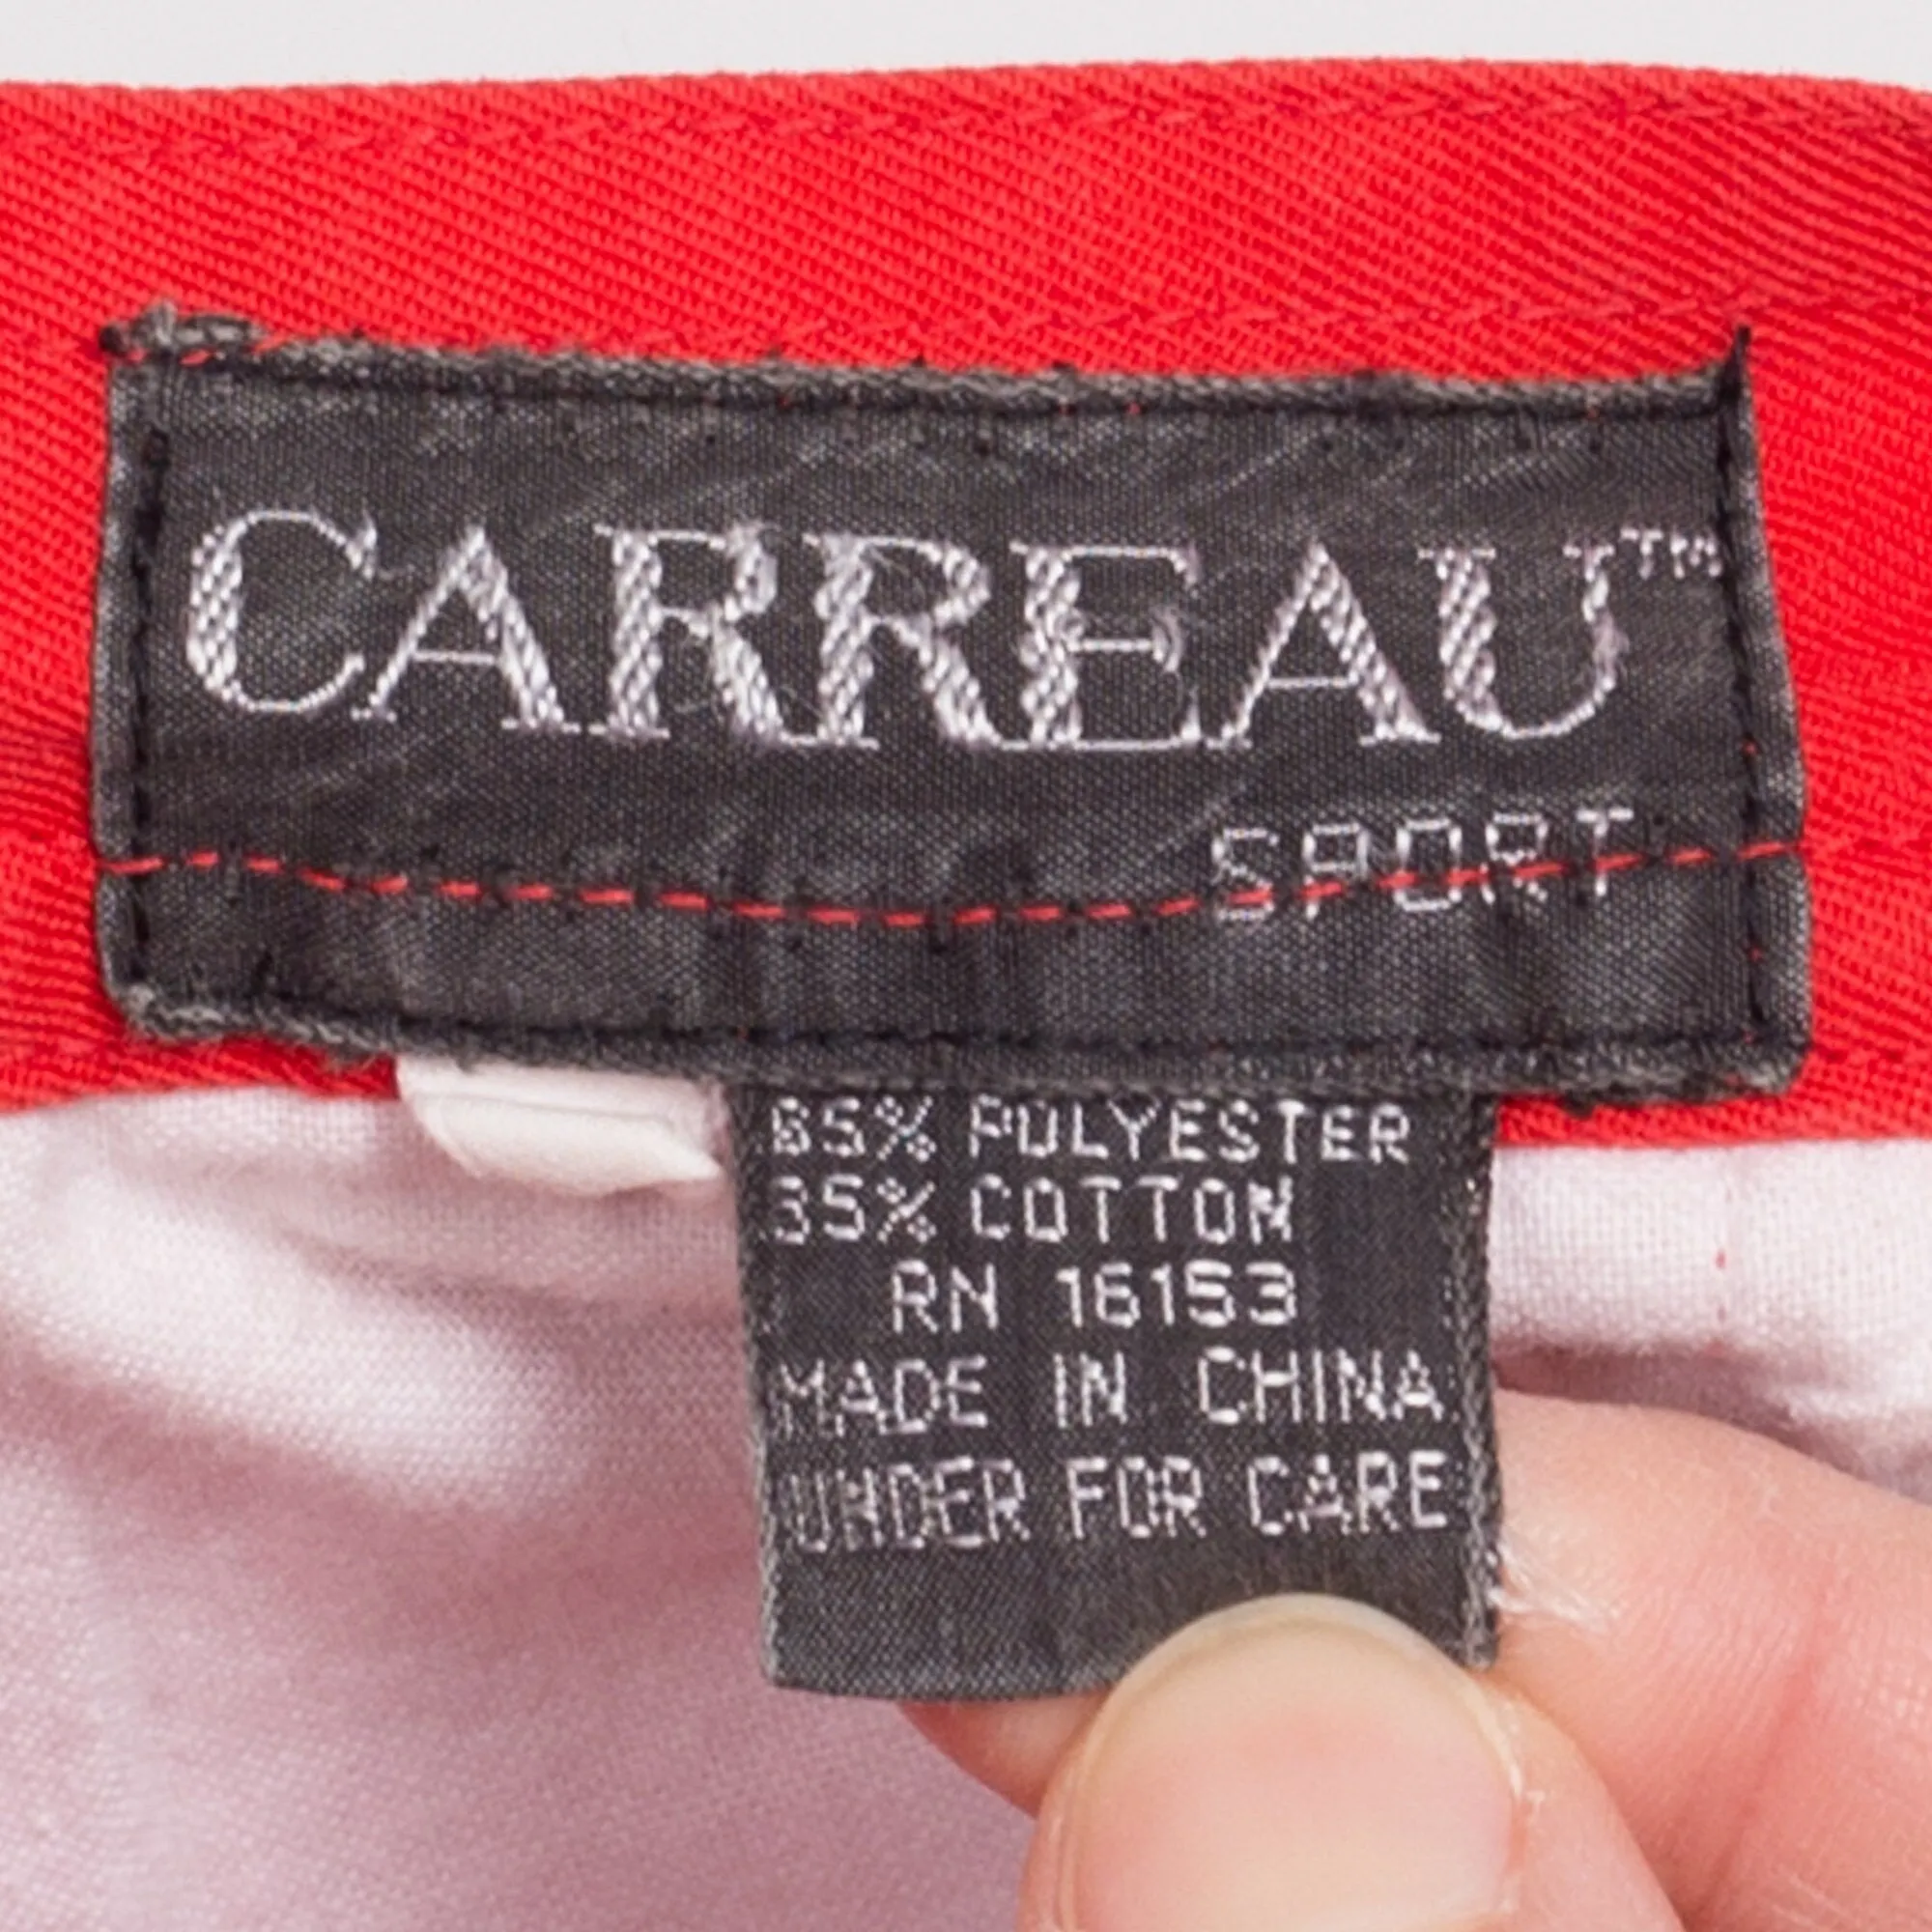 CARREAU™
SPORT
65% POLYESTER
35% COTTON
RN 16153
MADE IN CHINA
UNDER FOR CARE